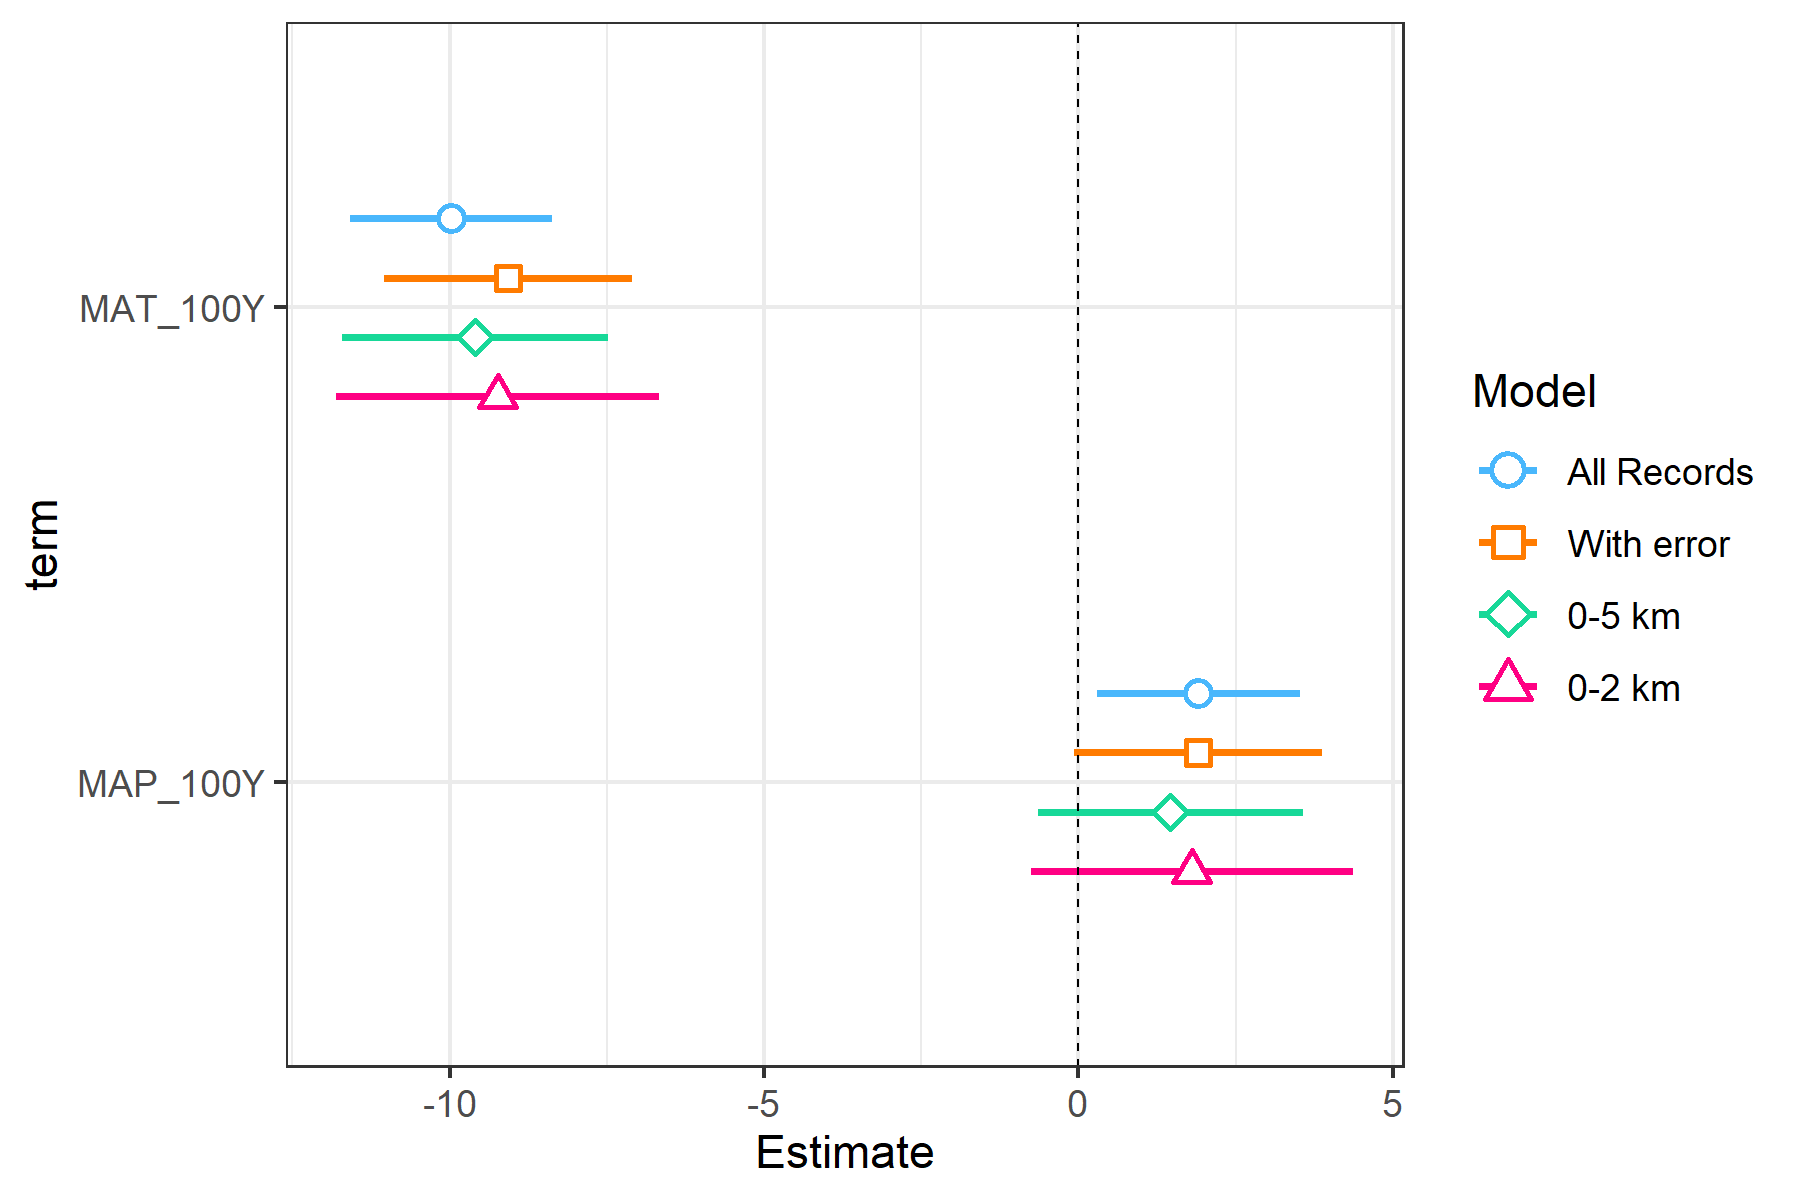 term
MAT_100Y
MAP_100Y
-10
-5
0
5
Estimate
Model
All Records
With error
0-5 km
0-2 km